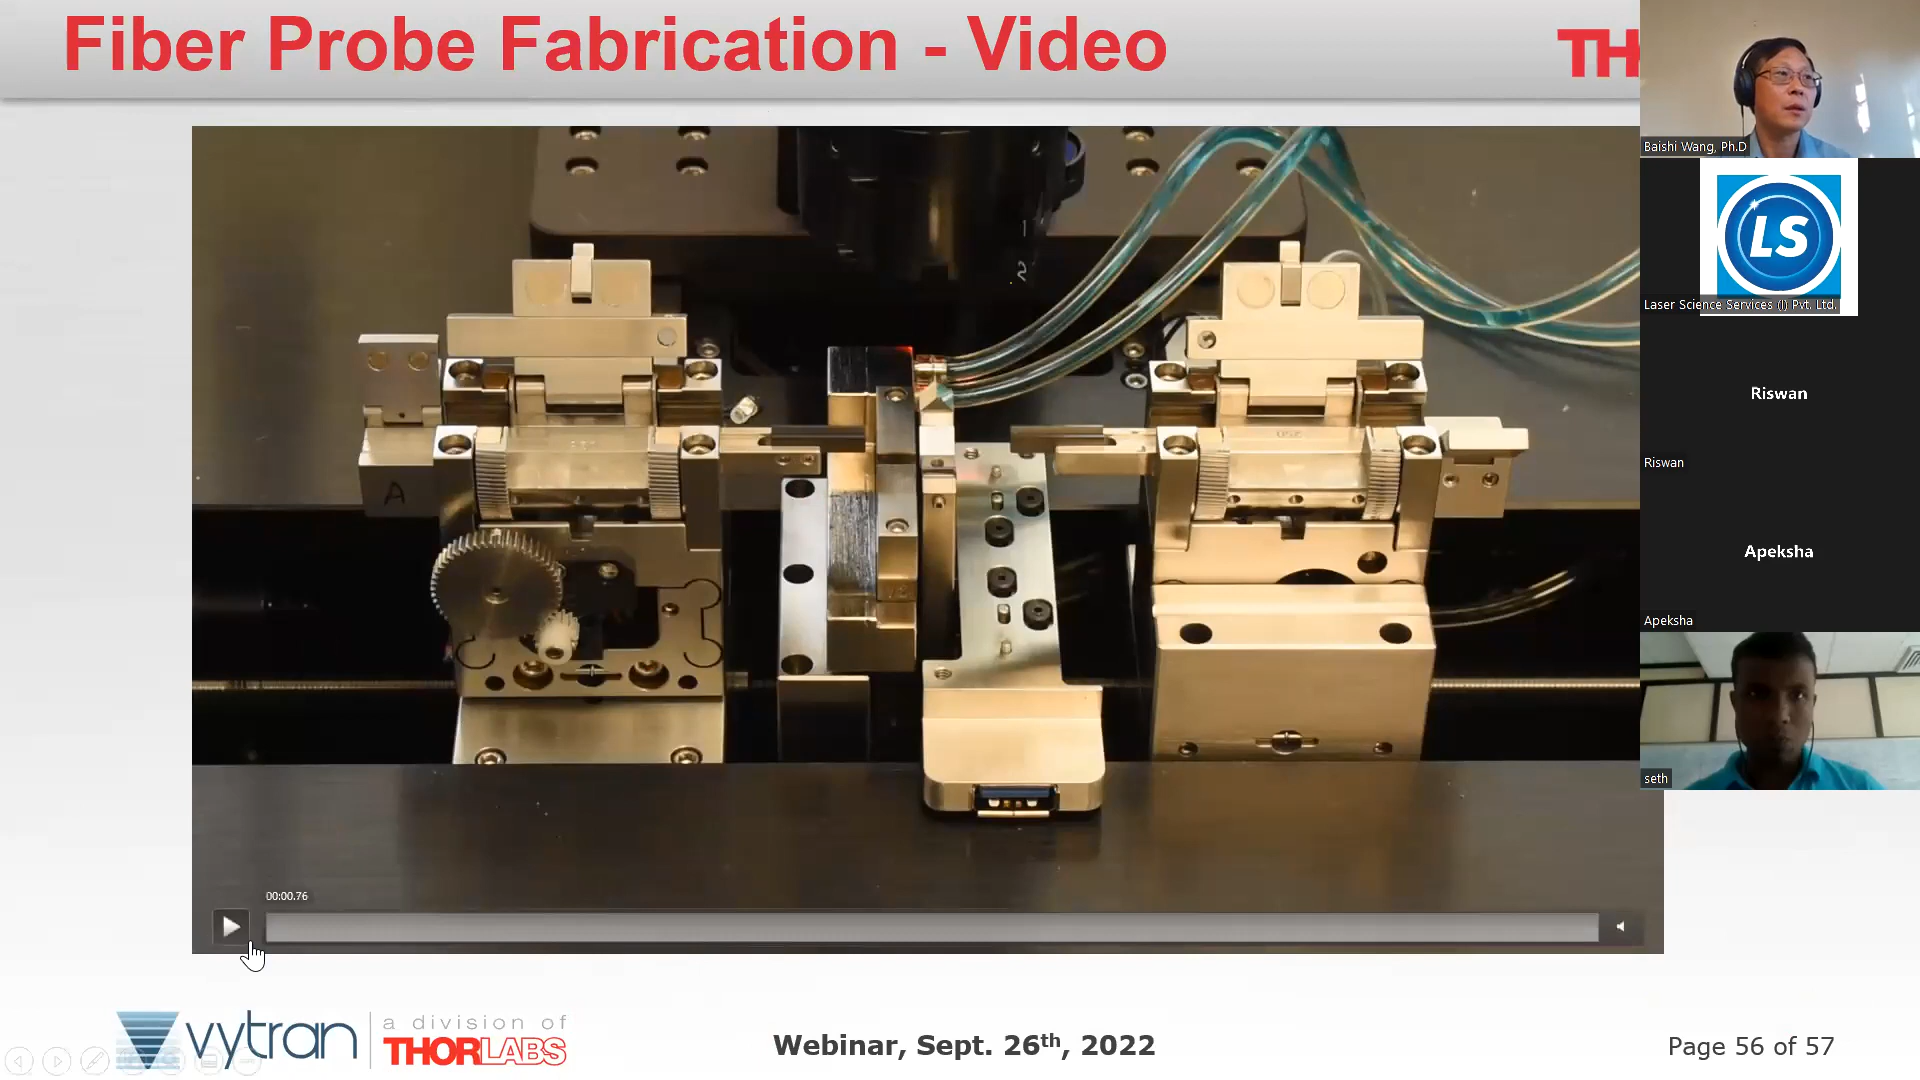 Fiber Probe Fabrication - Video
TH
Baishi Wang, Ph.D
LS
Laser Science Services (I) Pvt. Ltd.
Riswan
Riswan
Apeksha
Apeksha
seth
A
2
00:00.76
vytran
a division of
THORLABS
Webinar, Sept. 26th, 2022
Page 56 of 57